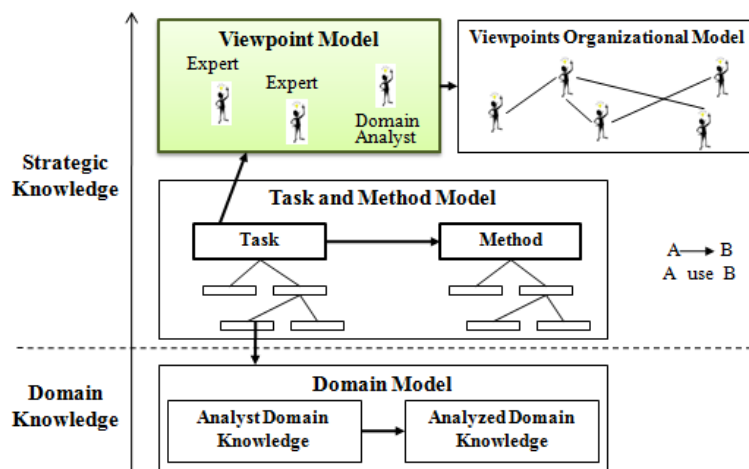 Viewpoint Model
Expert
Expert
Domain
Analyst
Viewpoints Organizational Model
Strategic
Knowledge
Task and Method Model
Task
Method
A B
A use B
Domain
Knowledge
Domain Model
Analyst Domain
Knowledge
Analyzed Domain
Knowledge